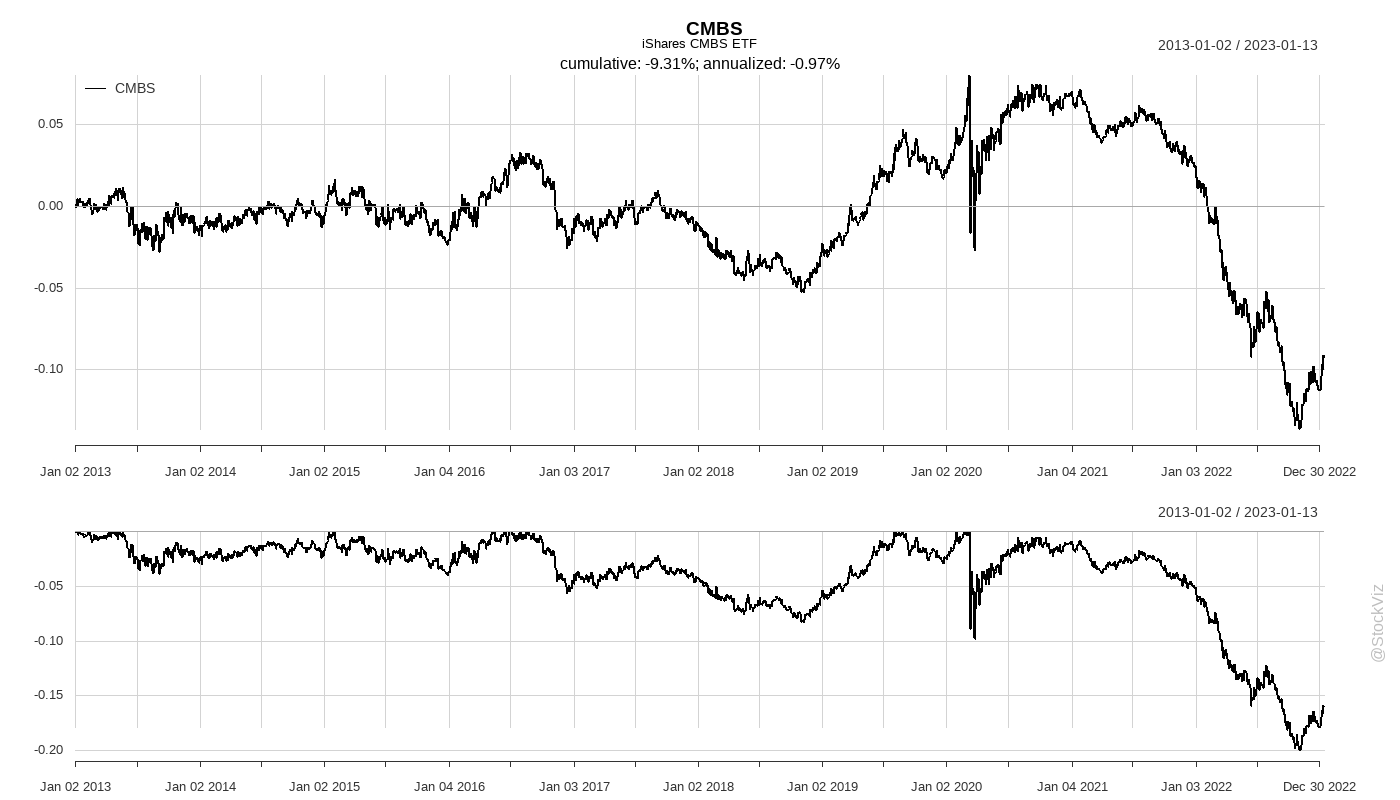 CMBS
iShares CMBS ETF
2013-01-02 / 2023-01-13
cumulative: -9.31%; annualized: -0.97%
CMBS
0.05
0.00
-0.05
-0.10
Jan 02 2013 Jan 02 2014 Jan 02 2015 Jan 04 2016 Jan 03 2017 Jan 02 2018 Jan 02 2019 Jan 02 2020 Jan 04 2021 Jan 03 2022 Dec 30 2022
2013-01-02 / 2023-01-13
-0.05
-0.10
-0.15
-0.20
Jan 02 2013 Jan 02 2014 Jan 02 2015 Jan 04 2016 Jan 03 2017 Jan 02 2018 Jan 02 2019 Jan 02 2020 Jan 04 2021 Jan 03 2022 Dec 30 2022
@StockViz